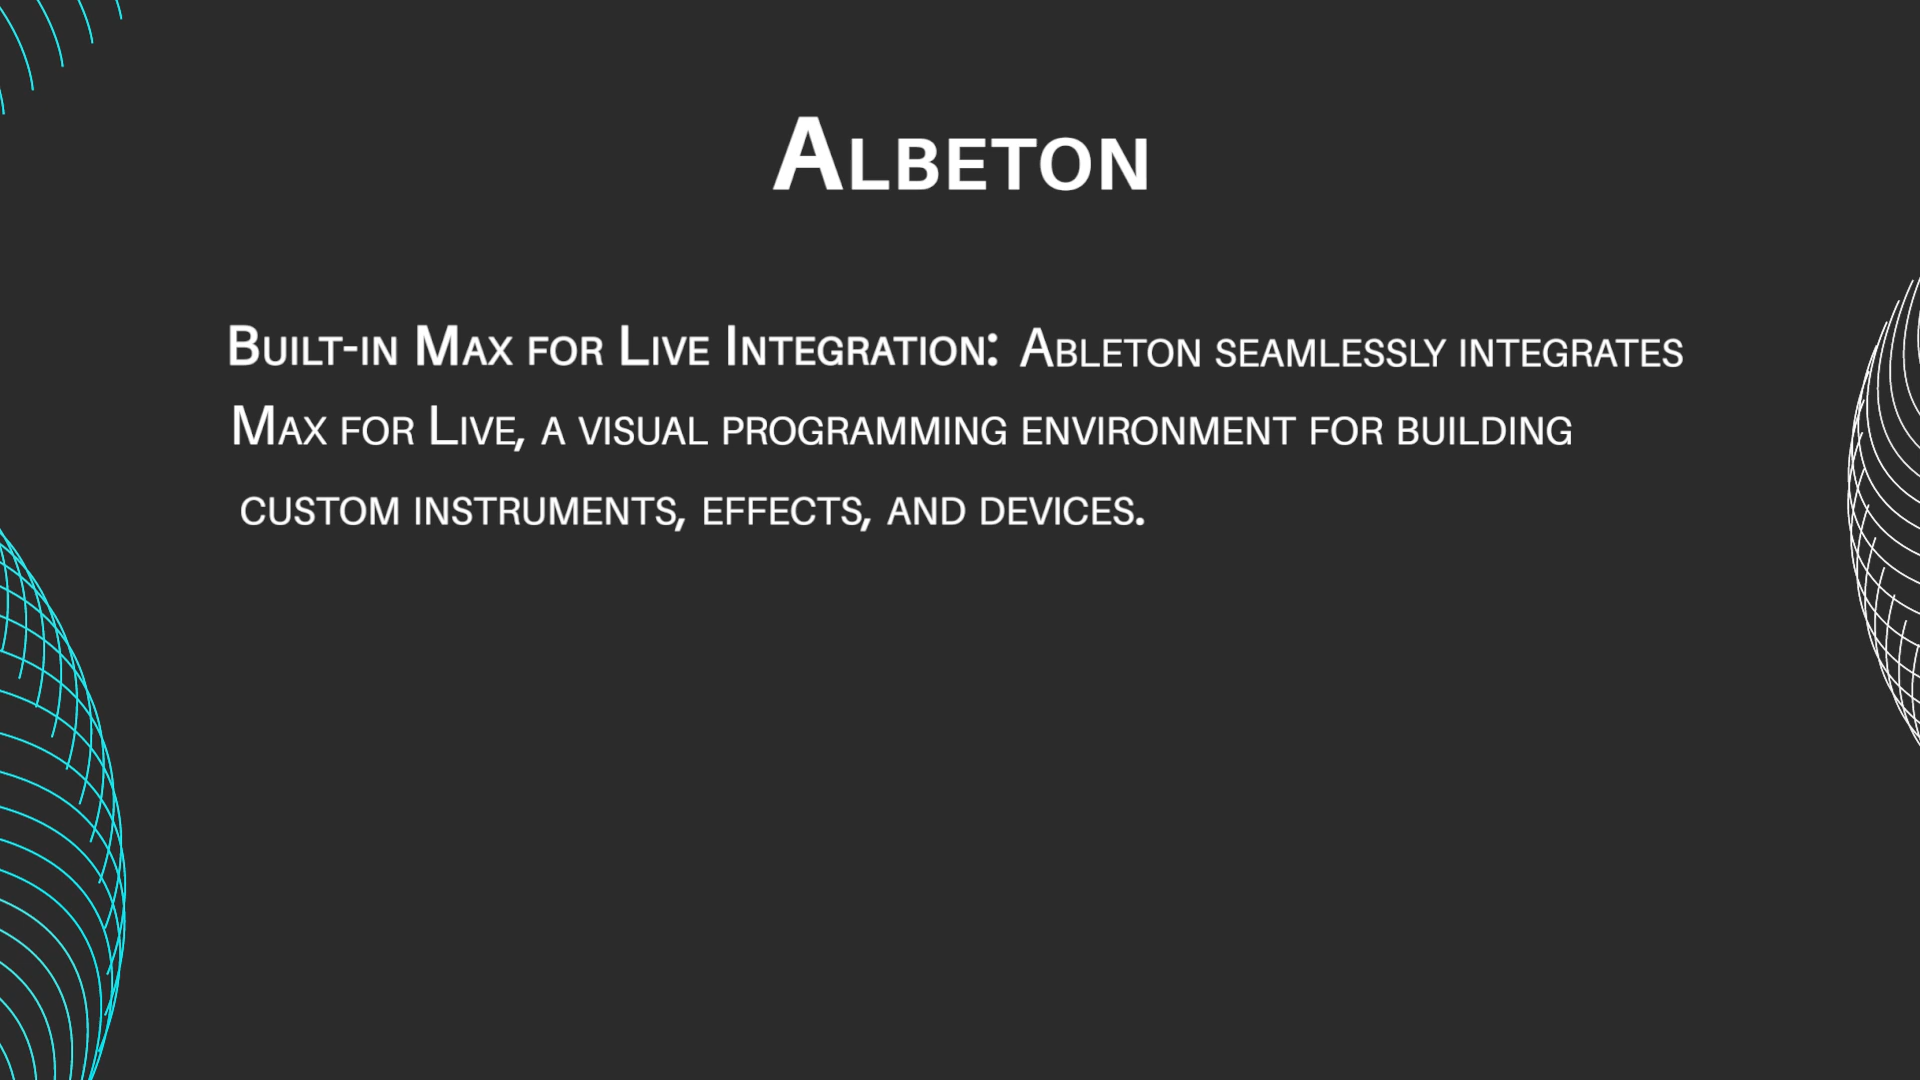 Albeton
Built-in Max for Live Integration: Ableton seamlessly integrates
Max for Live, a visual programming environment for building
custom instruments, effects, and devices.